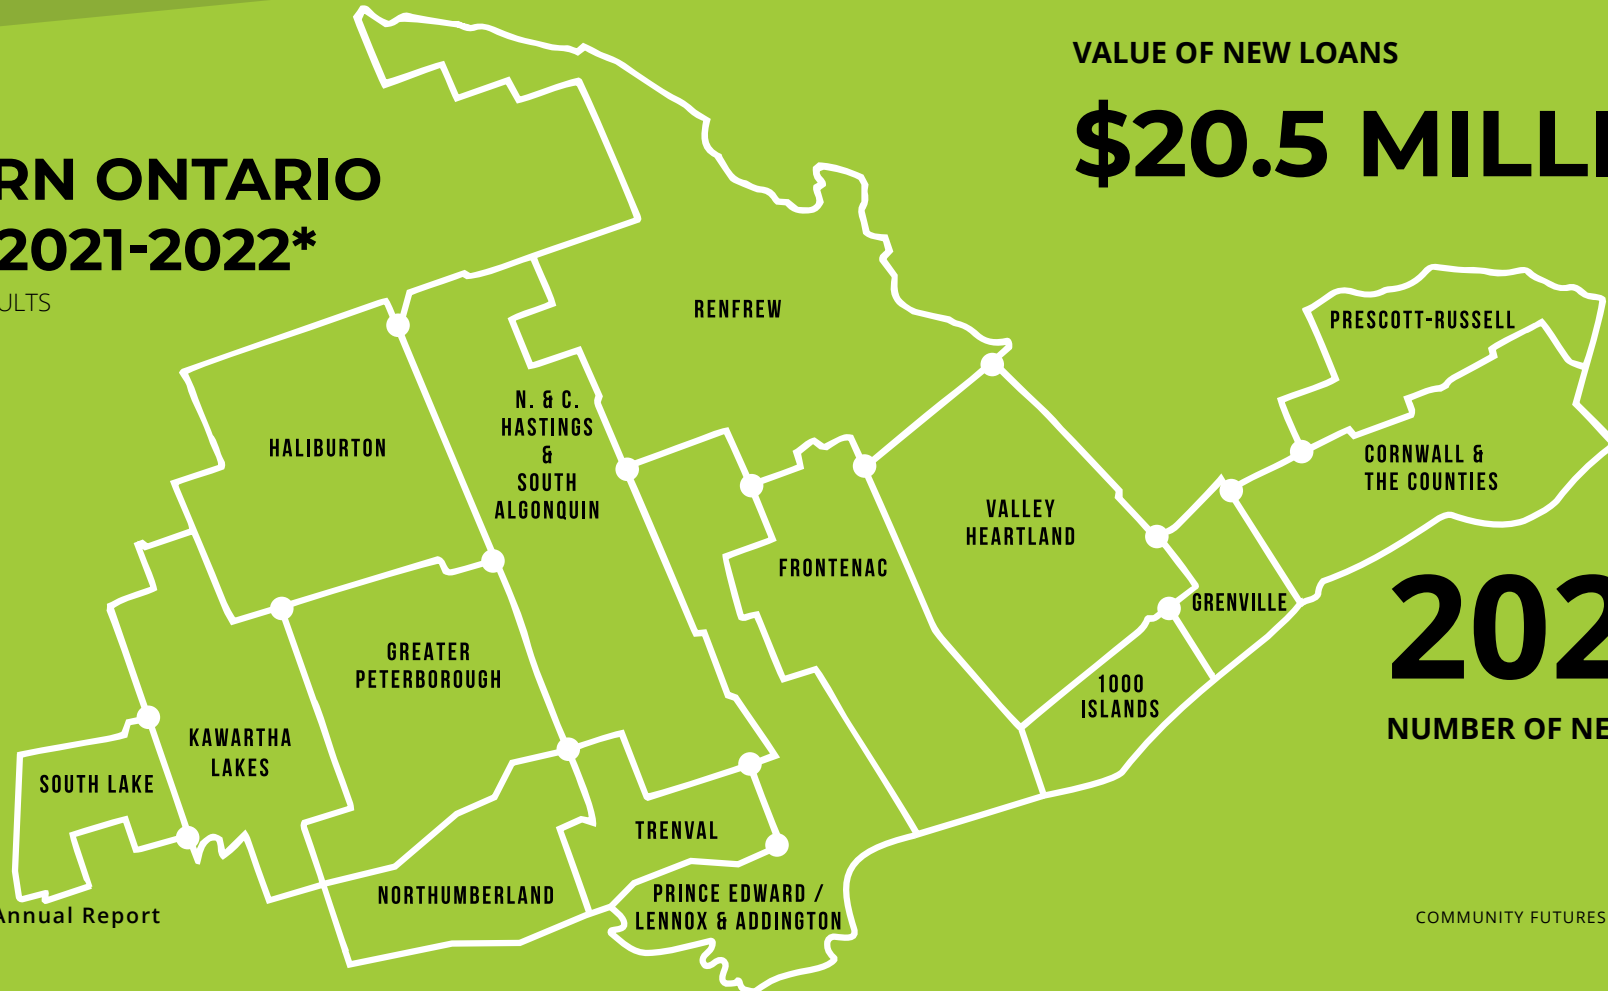 VALUE OF NEW LOANS
$20.5 MILLI
RN ONTARIO
2021-2022*
ULTS
RENFREW
PRESCOTT-RUSSELL
N. & C.
HASTINGS
&
SOUTH
ALGONQUIN
HALIBURTON
CORNWALL &
THE COUNTIES
VALLEY
HEARTLAND
FRONTENAC
GRENVILLE
202
NUMBER OF NE
GREATER
PETERBOROUGH
1000
ISLANDS
KAWARTHA
LAKES
SOUTH LAKE
TRENVAL
NORTHUMBERLAND
PRINCE EDWARD /
LENNOX & ADDINGTON
Annual Report
COMMUNITY FUTURES